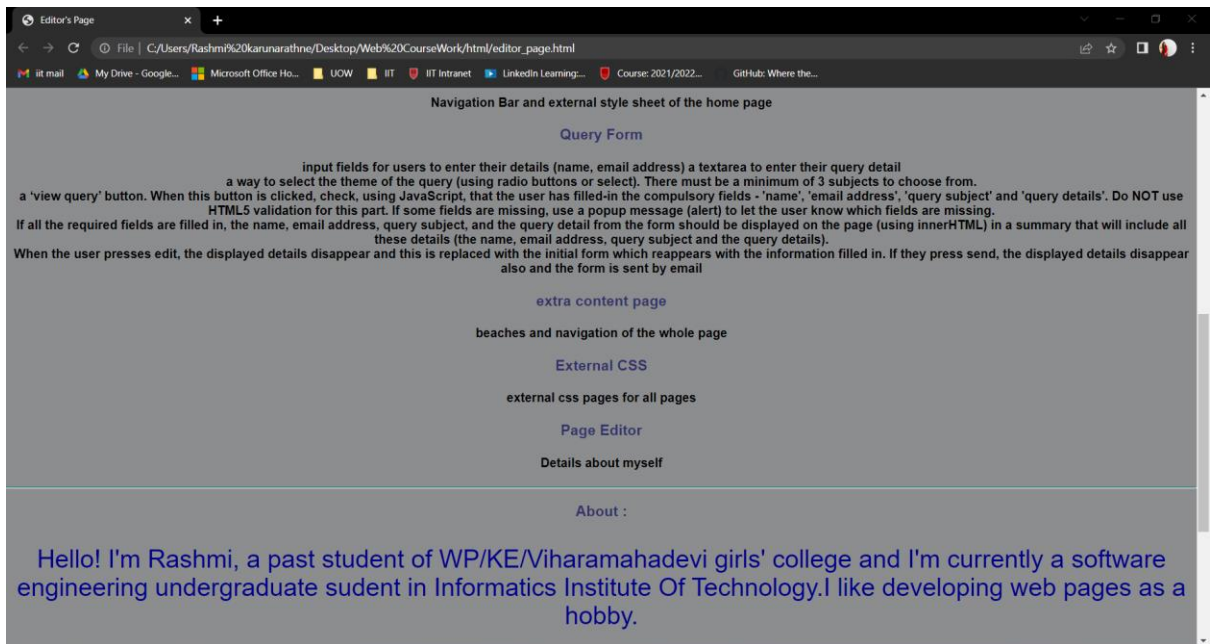 Editor's Page
File | C:/Users/Rashmi%20karunarathne/Desktop/Web%20CourseWork/html/editor_page.html
iit mail My Drive - Google... Microsoft Office Ho... UOW IIT IIT Intranet LinkedIn Learning:... Course: 2021/2022... GitHub: Where the...
Navigation Bar and external style sheet of the home page
Query Form
input fields for users to enter their details (name, email address) a textarea to enter their query detail
a way to select the theme of the query (using radio buttons or select). There must be a minimum of 3 subjects to choose from.
a ‘view query’ button. When this button is clicked, check, using JavaScript, that the user has filled-in the compulsory fields - 'name', 'email address', 'query subject' and 'query details'. Do NOT use
HTML5 validation for this part. If some fields are missing, use a popup message (alert) to let the user know which fields are missing.
If all the required fields are filled in, the name, email address, query subject, and the query detail from the form should be displayed on the page (using innerHTML) in a summary that will include all
these details (the name, email address, query subject and the query details).
When the user presses edit, the displayed details disappear and this is replaced with the initial form which reappears with the information filled in. If they press send, the displayed details disappear
also and the form is sent by email
extra content page
beaches and navigation of the whole page
External CSS
external css pages for all pages
Page Editor
Details about myself
About :
Hello! I'm Rashmi, a past student of WP/KE/Viharamahadevi girls' college and I'm currently a software
engineering undergraduate sudent in Informatics Institute Of Technology.I like developing web pages as a
hobby.